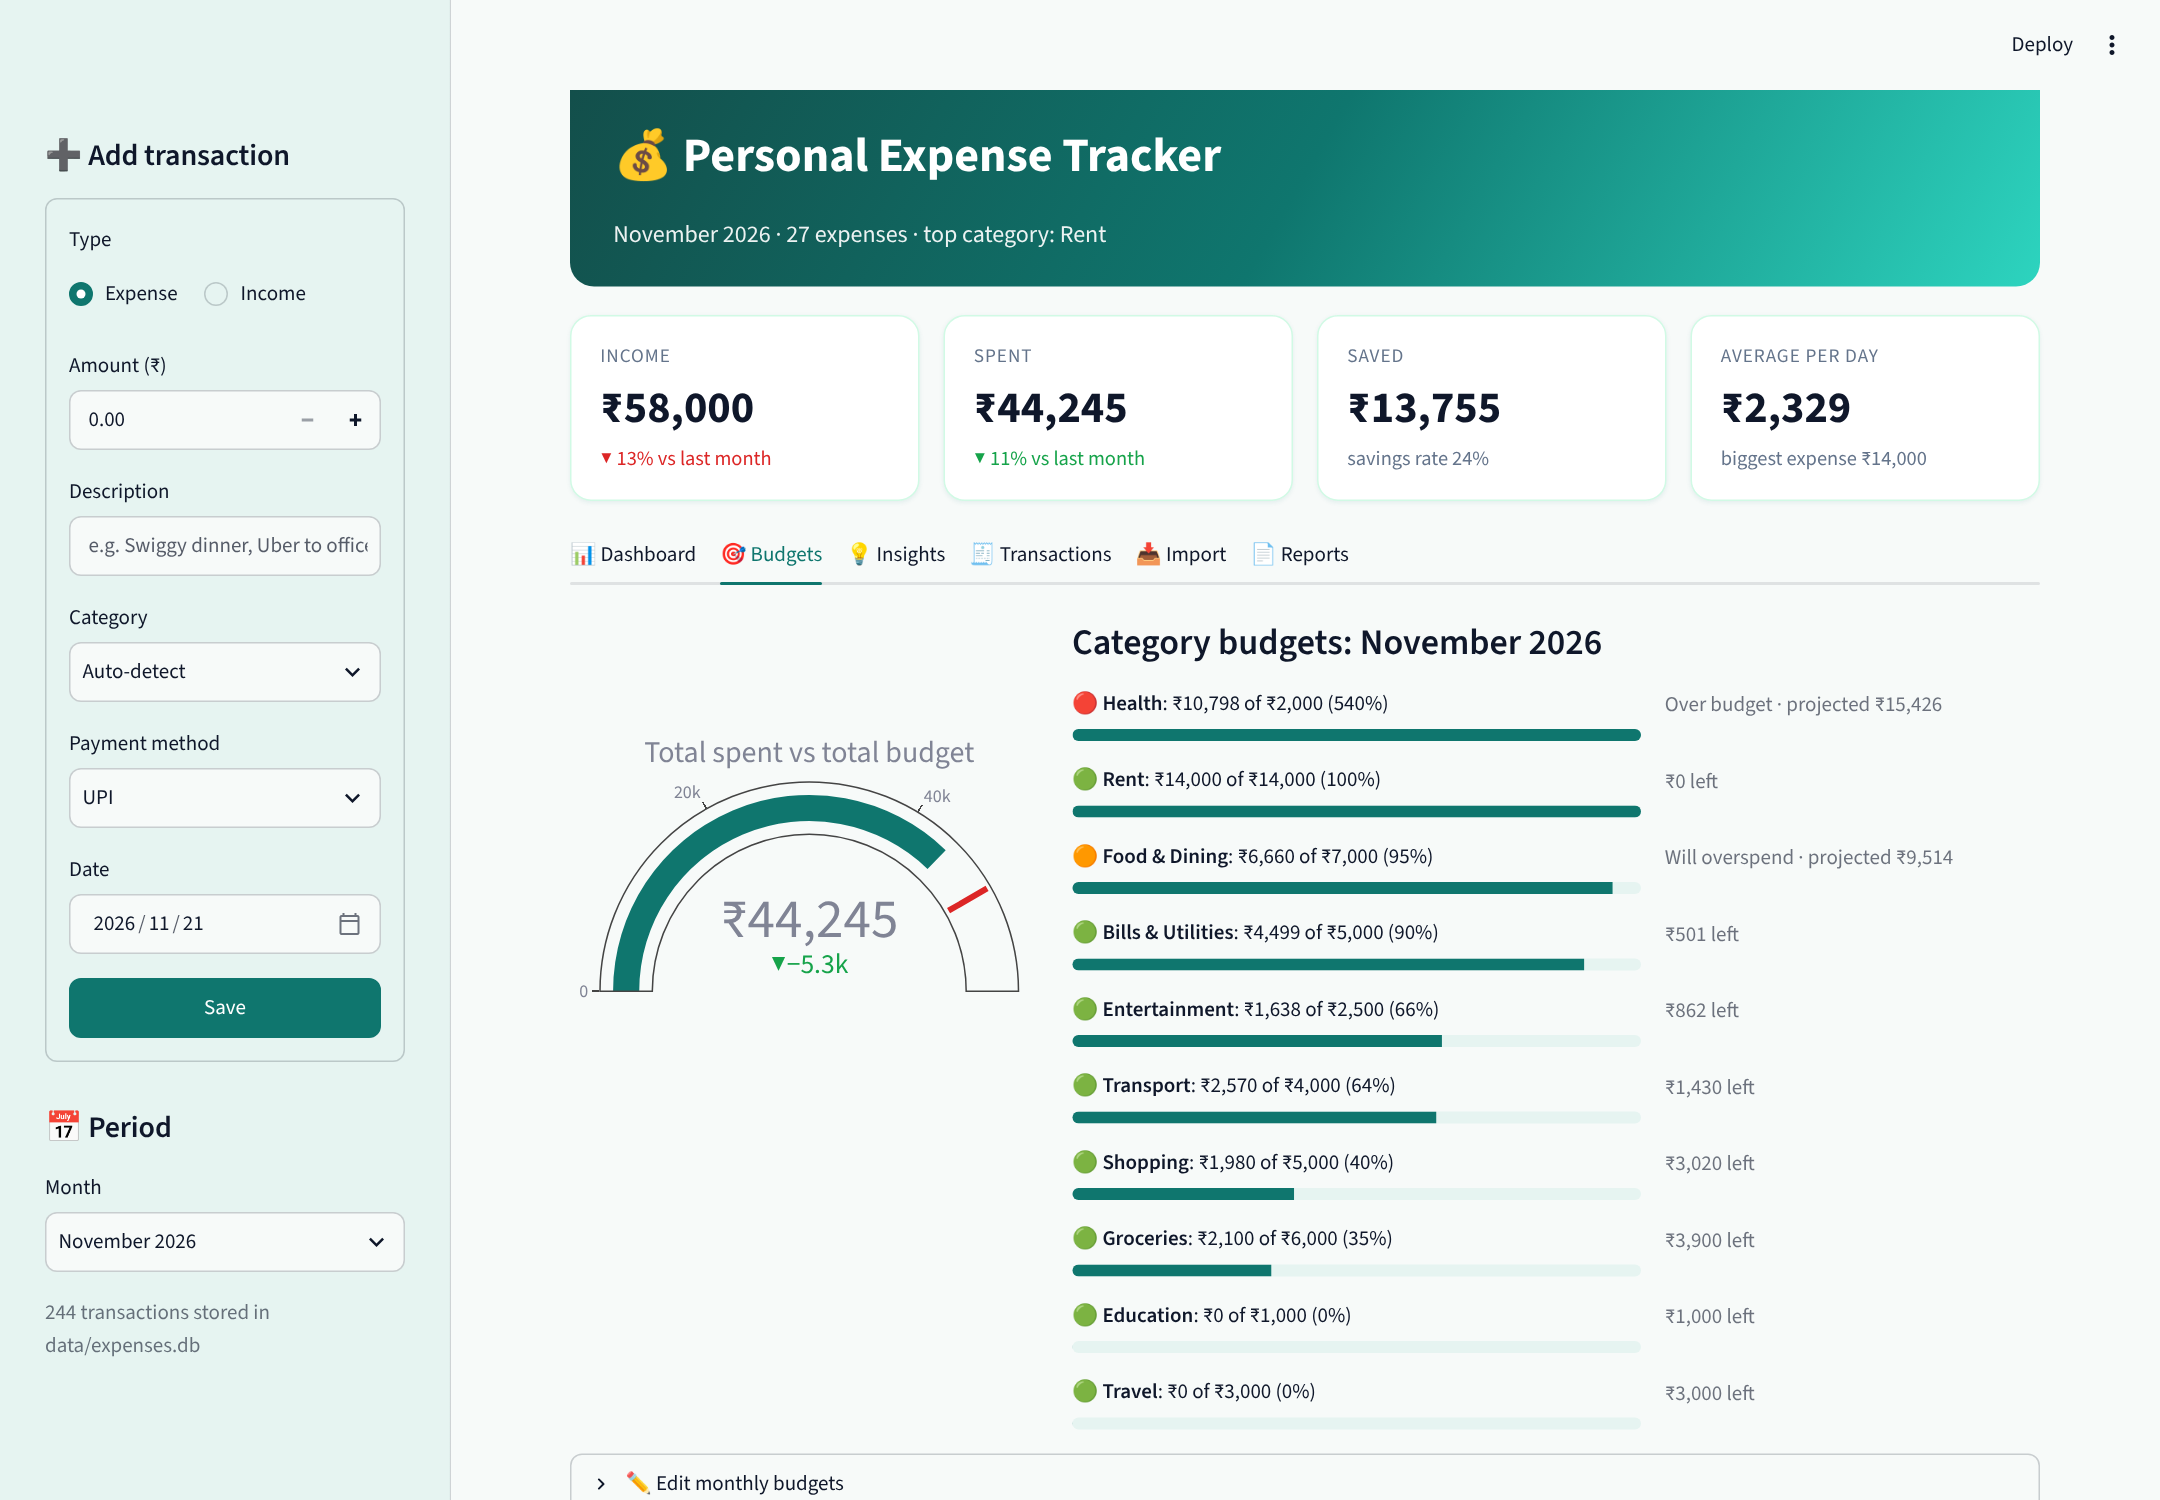 Deploy
➕ Add transaction
Type
Expense
Income
Amount (₹)
0.00
Description
e.g. Swiggy dinner, Uber to office
Category
Auto-detect
Payment method
UPI
Date
2026/11/21
Save
📅 Period
Month
November 2026
244 transactions stored in
data/expenses.db
💰 Personal Expense Tracker
November 2026 · 27 expenses · top category: Rent
INCOME
₹58,000
▼ 13% vs last month
SPENT
₹44,245
▼ 11% vs last month
SAVED
₹13,755
savings rate 24%
AVERAGE PER DAY
₹2,329
biggest expense ₹14,000
📊 Dashboard
🎯 Budgets
💡 Insights
🧾 Transactions
📥 Import
📄 Reports
Total spent vs total budget
0
20k
40k
₹44,245
▼−5.3k
Category budgets: November 2026
🔴 Health: ₹10,798 of ₹2,000 (540%)
Over budget · projected ₹15,426
🟢 Rent: ₹14,000 of ₹14,000 (100%)
₹0 left
🟠 Food & Dining: ₹6,660 of ₹7,000 (95%)
Will overspend · projected ₹9,514
🟢 Bills & Utilities: ₹4,499 of ₹5,000 (90%)
₹501 left
🟢 Entertainment: ₹1,638 of ₹2,500 (66%)
₹862 left
🟢 Transport: ₹2,570 of ₹4,000 (64%)
₹1,430 left
🟢 Shopping: ₹1,980 of ₹5,000 (40%)
₹3,020 left
🟢 Groceries: ₹2,100 of ₹6,000 (35%)
₹3,900 left
🟢 Education: ₹0 of ₹1,000 (0%)
₹1,000 left
🟢 Travel: ₹0 of ₹3,000 (0%)
₹3,000 left
✏️ Edit monthly budgets